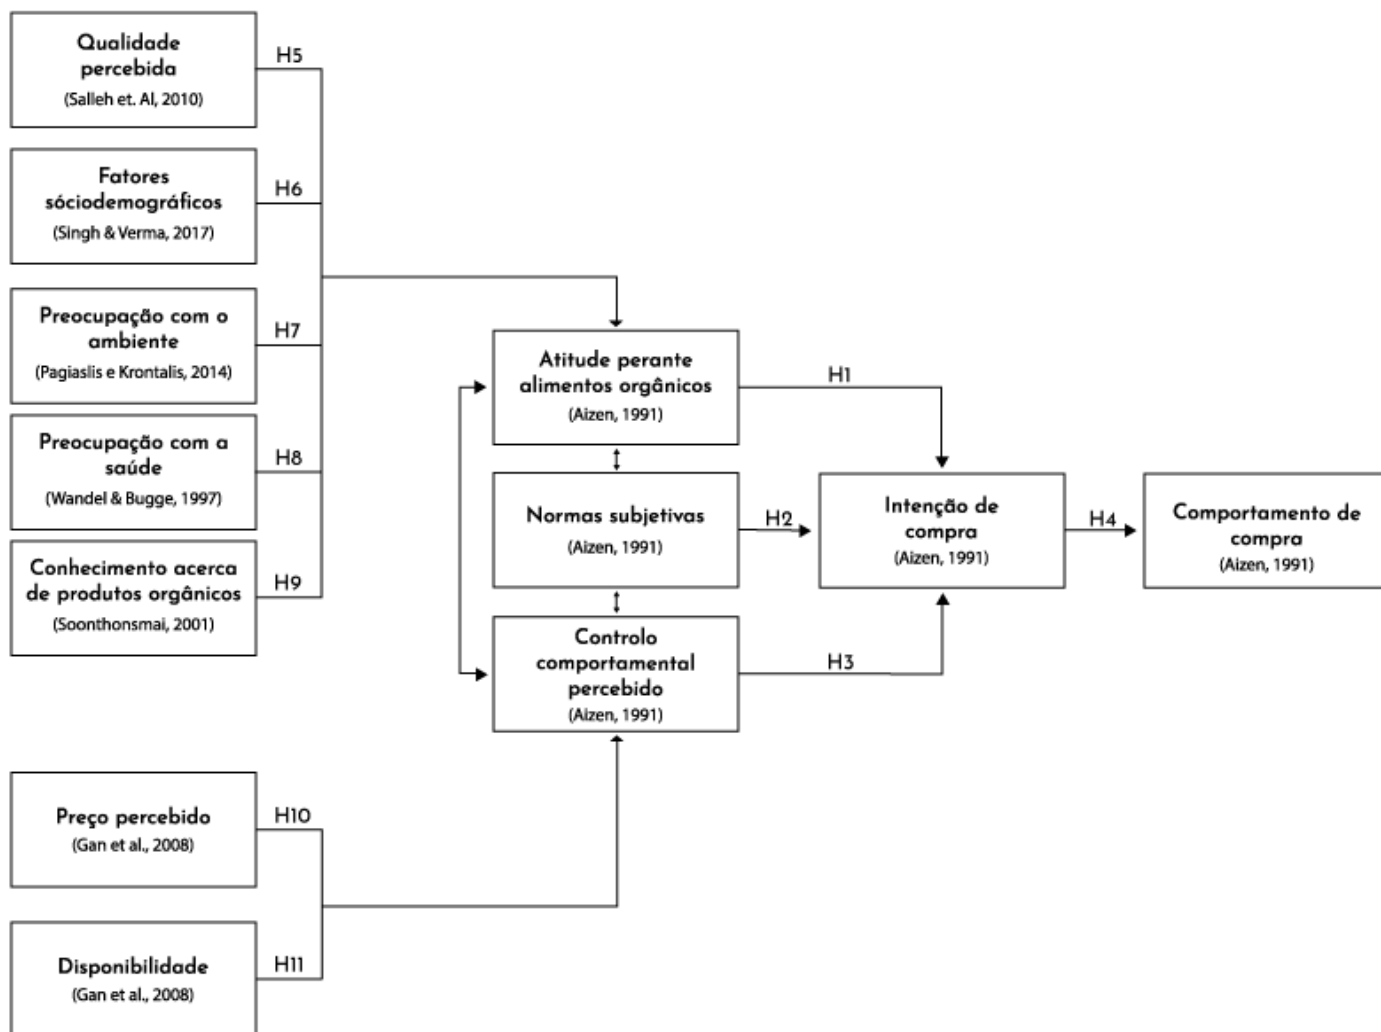 Qualidade
percebida
(Salleh et. Al, 2010)
H5
Fatores
sóciodemográficos
(Singh & Verma, 2017)
H6
Preocupação com o
ambiente
(Pagiaslis e Krontalis, 2014)
H7
Preocupação com a
saúde
(Wandel & Bugge, 1997)
H8
Conhecimento acerca
de produtos orgânicos
(Soonthonsmai, 2001)
H9
Preço percebido
(Gan et al., 2008)
H10
Disponibilidade
(Gan et al., 2008)
H11
Atitude perante
alimentos orgânicos
(Aizen, 1991)
H1
Normas subjetivas
(Aizen, 1991)
H2
Controlo
comportamental
percebido
(Aizen, 1991)
H3
Intenção de
compra
(Aizen, 1991)
H4
Comportamento de
compra
(Aizen, 1991)